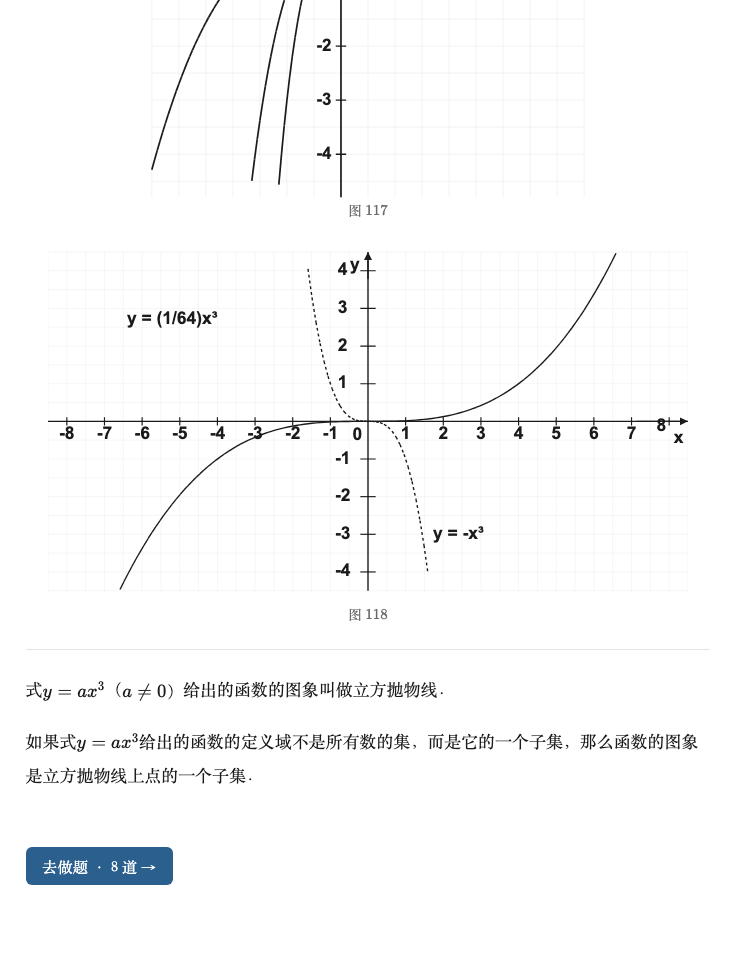 -2
-3
-4
图 117
4 y
y = (1/64)x³
3
2
1
-8 -7 -6 -5 -4 -3 -2 -1 0 1 2 3 4 5 6 7 8 x
-1
-2
-3
y = -x³
-4
图 118
式y = ax³（a ≠ 0）给出的函数的图象叫做立方抛物线.
如果式y = ax³给出的函数的定义域不是所有数的集，而是它的一个子集，那么函数的图象
是立方抛物线上点的一个子集.
去做题 · 8 道 →